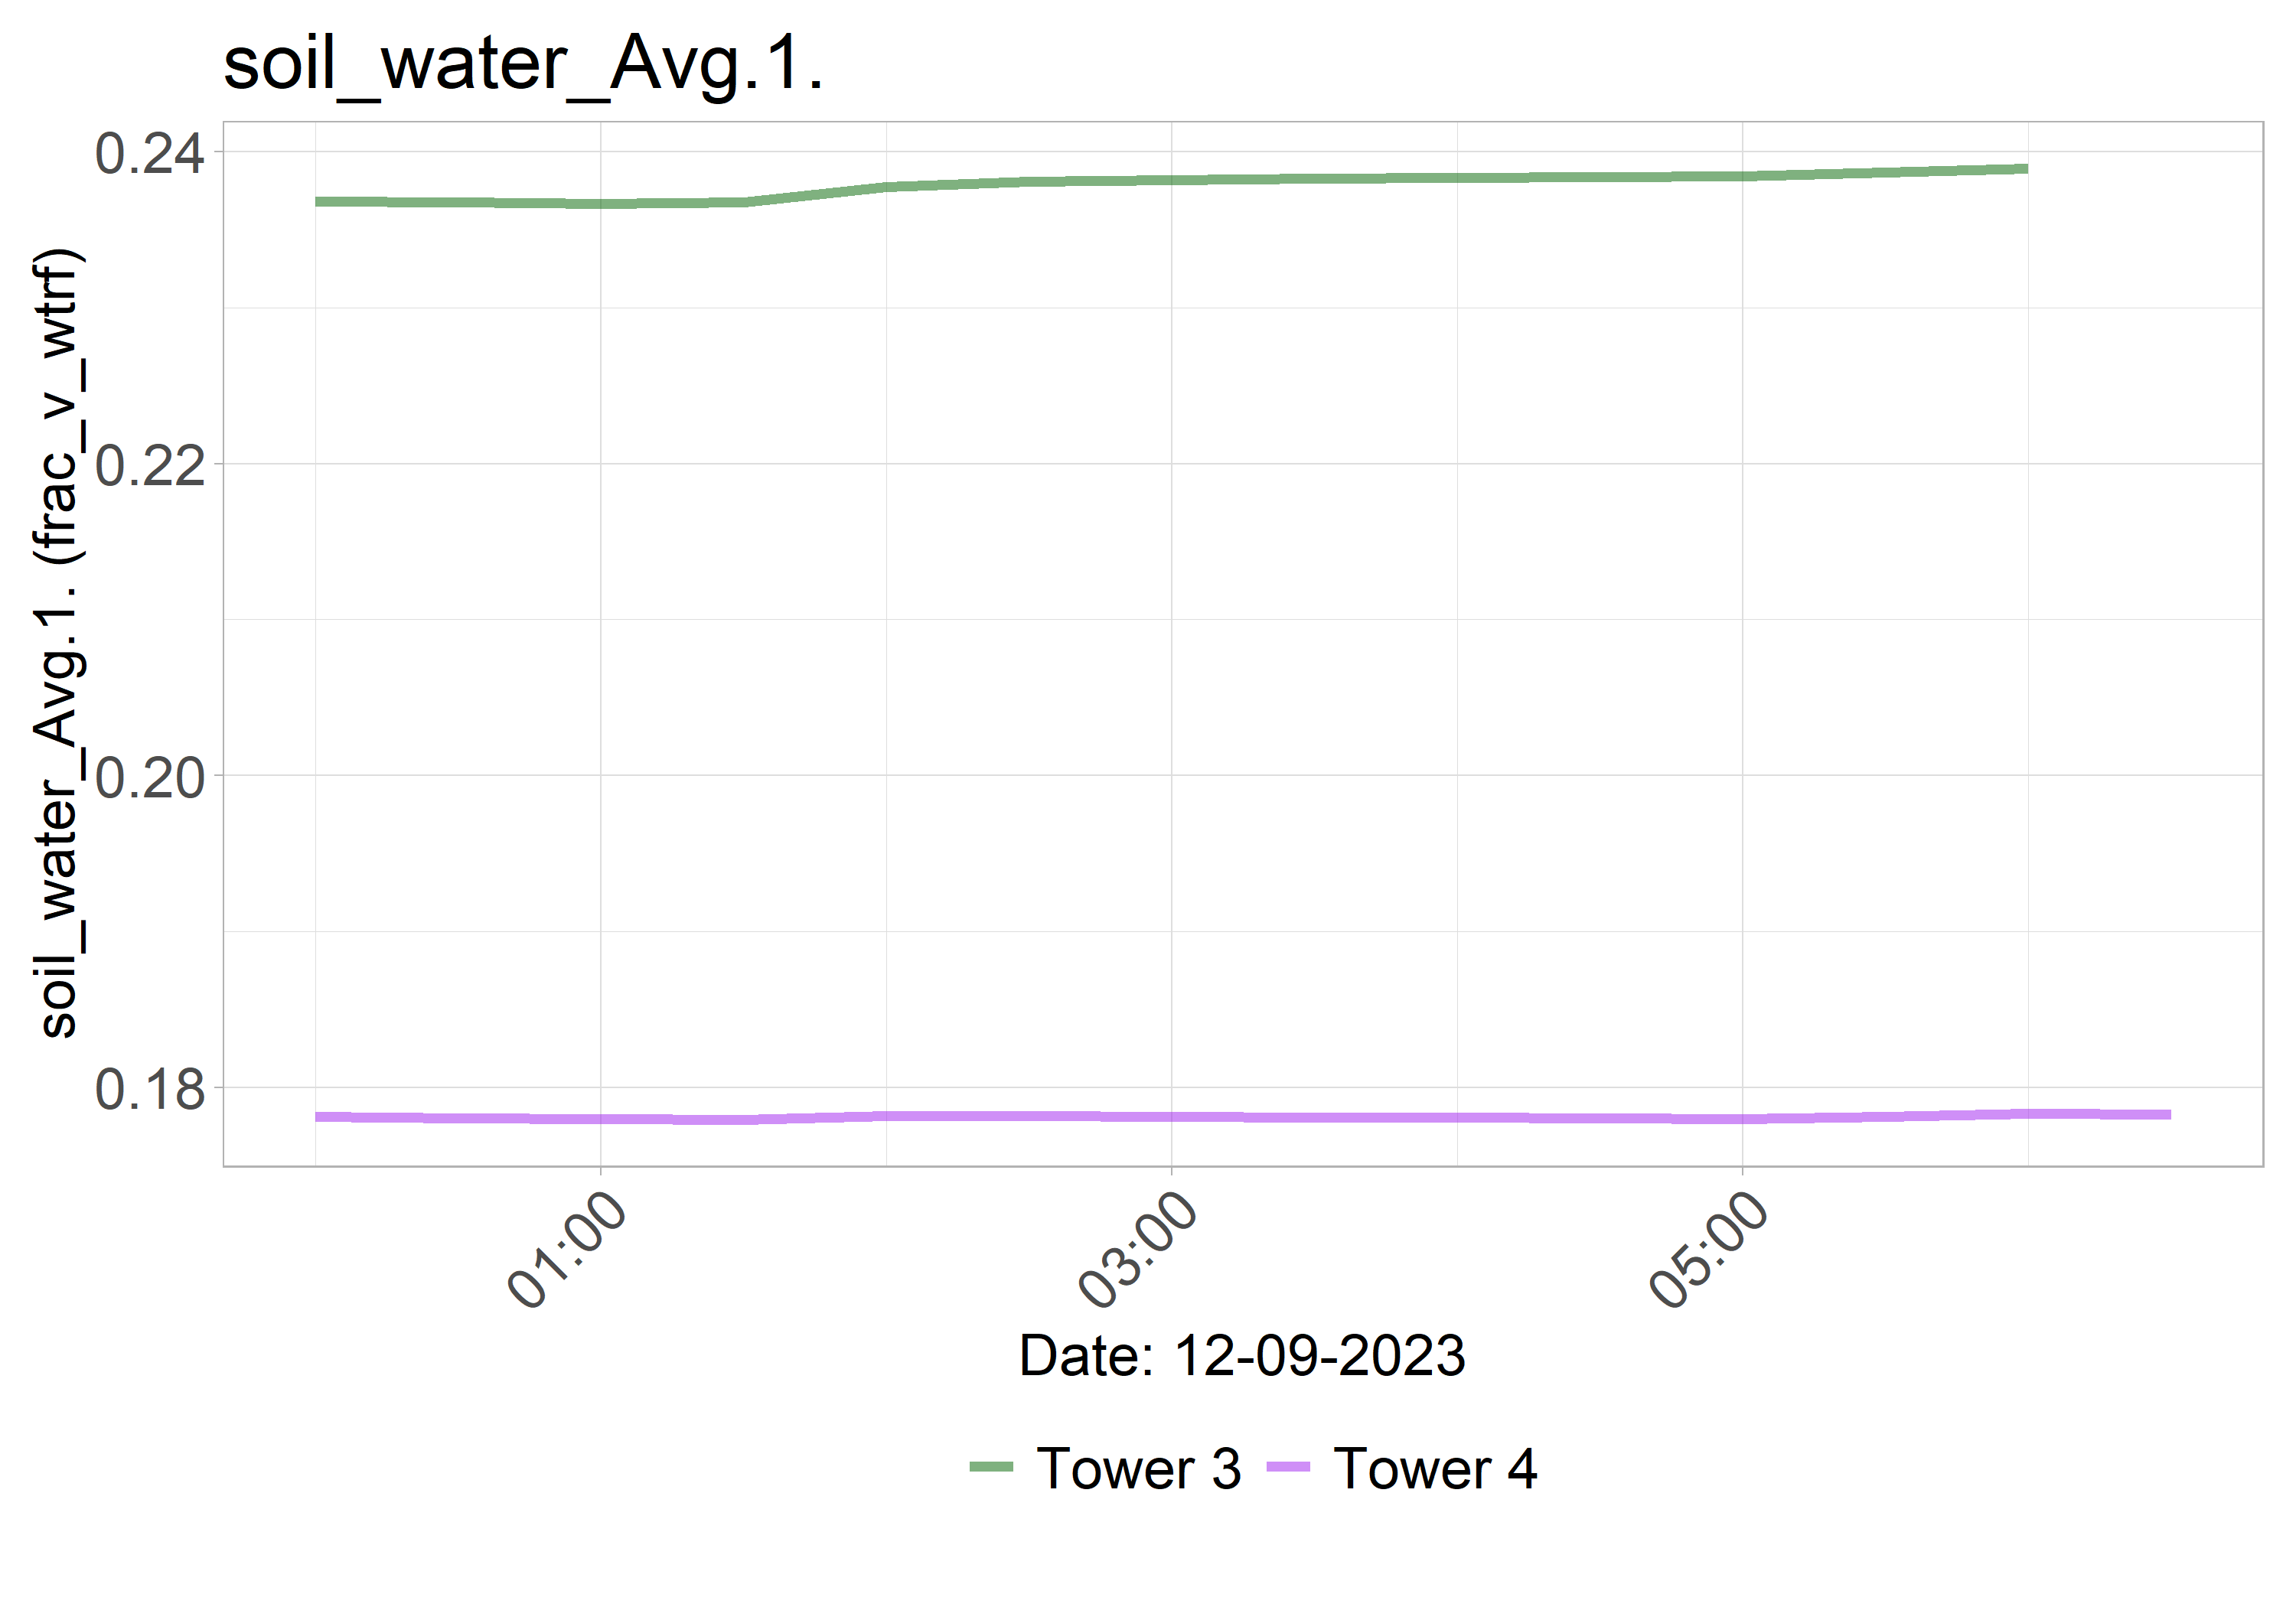 soil_water_Avg.1.
soil_water_Avg.1. (frac_v_wtrf)
0.24
0.22
0.20
0.18
01:00
03:00
05:00
Date: 12-09-2023
Tower 3
Tower 4